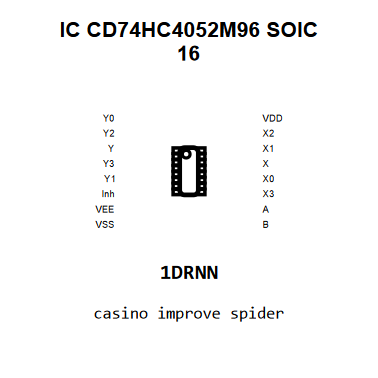 IC CD74HC4052M96 SOIC
16
Y0 VDD
Y2 X2
Y X1
Y3 X
Y1 X0
Inh X3
VEE A
VSS B
1DRNN
casino improve spider